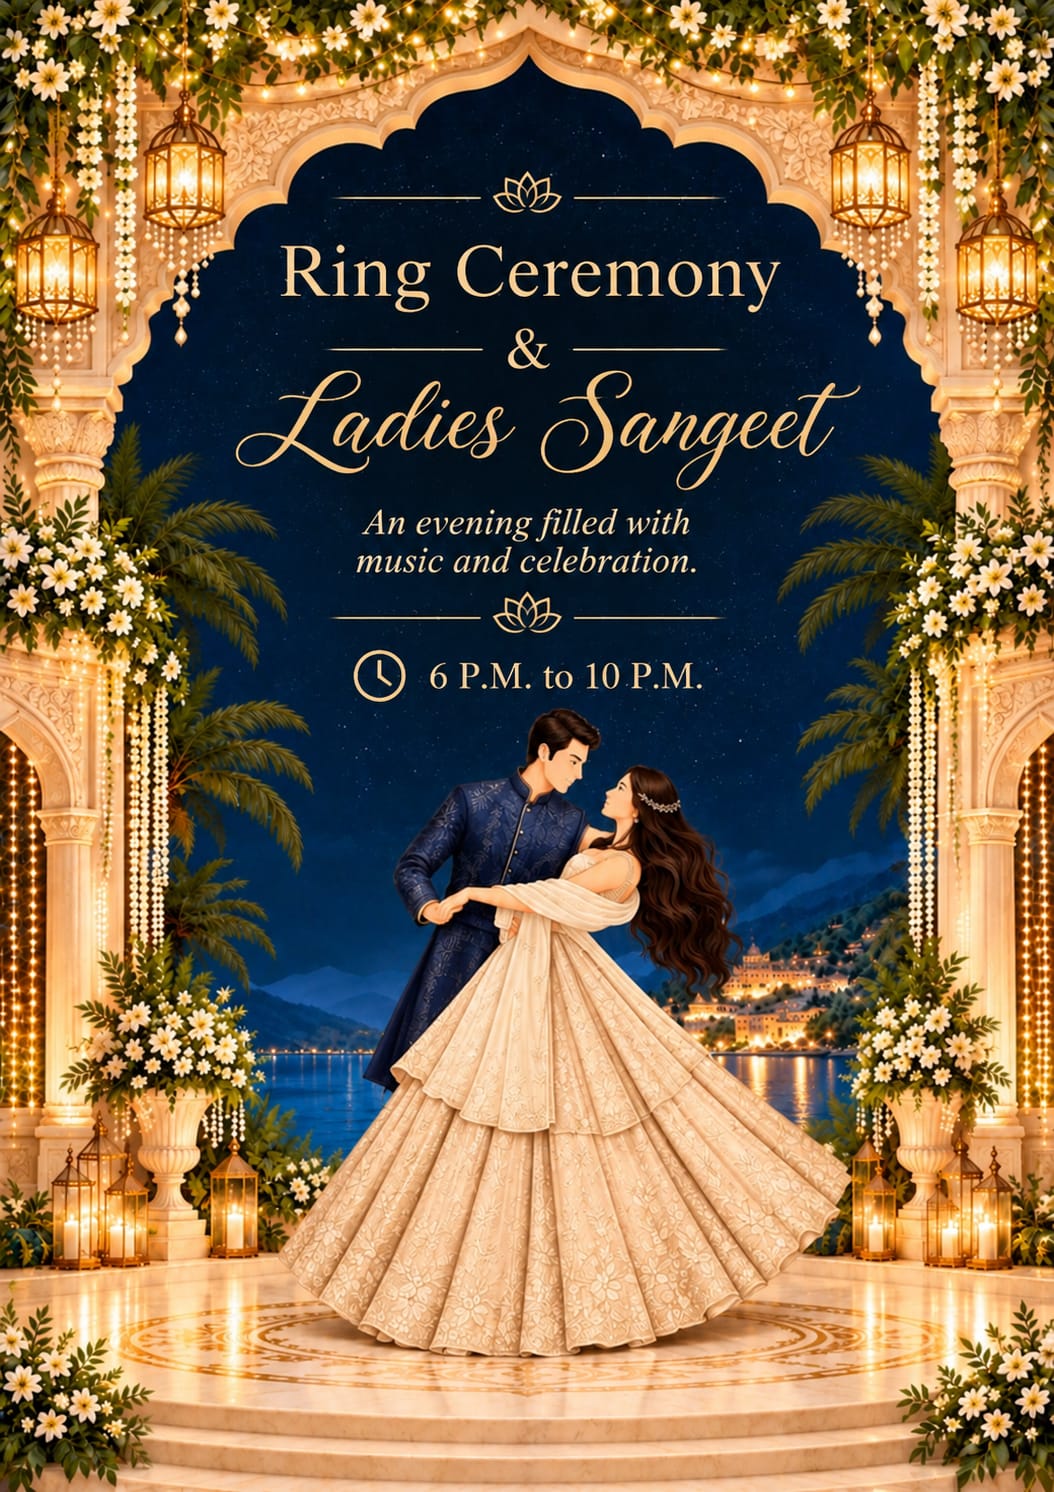 Ring Ceremony
&
Ladies Sangeet
An evening filled with
music and celebration.
6 P.M. to 10 P.M.